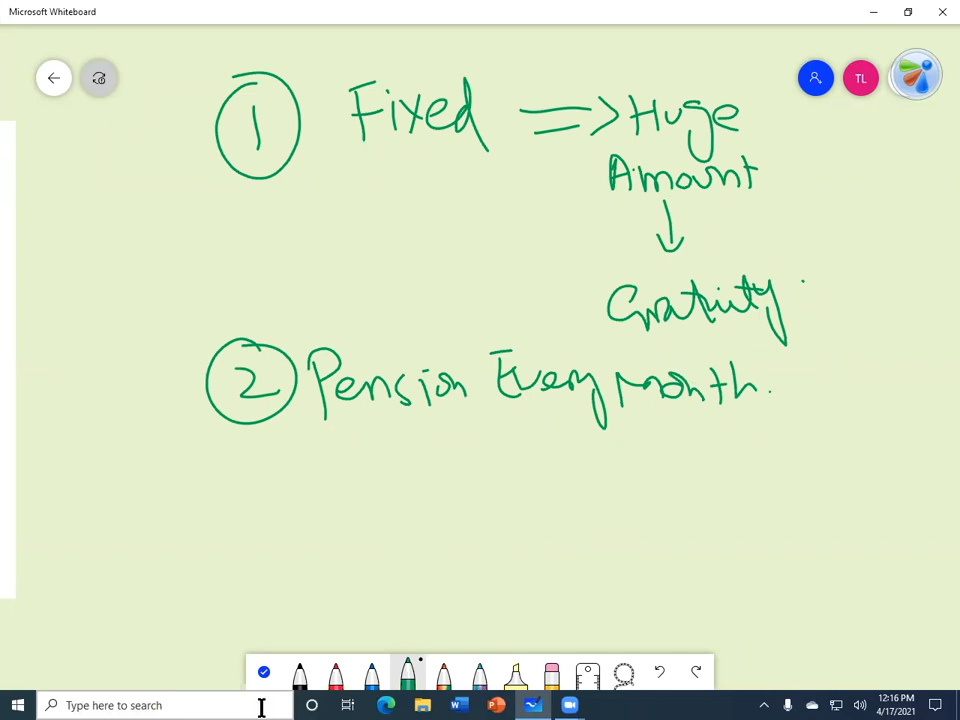 Microsoft Whiteboard
TL
1 Fixed => Huge
Amount
↓
Gratuity.
2 Pension Every month.
Type here to search
12:16 PM
4/17/2021